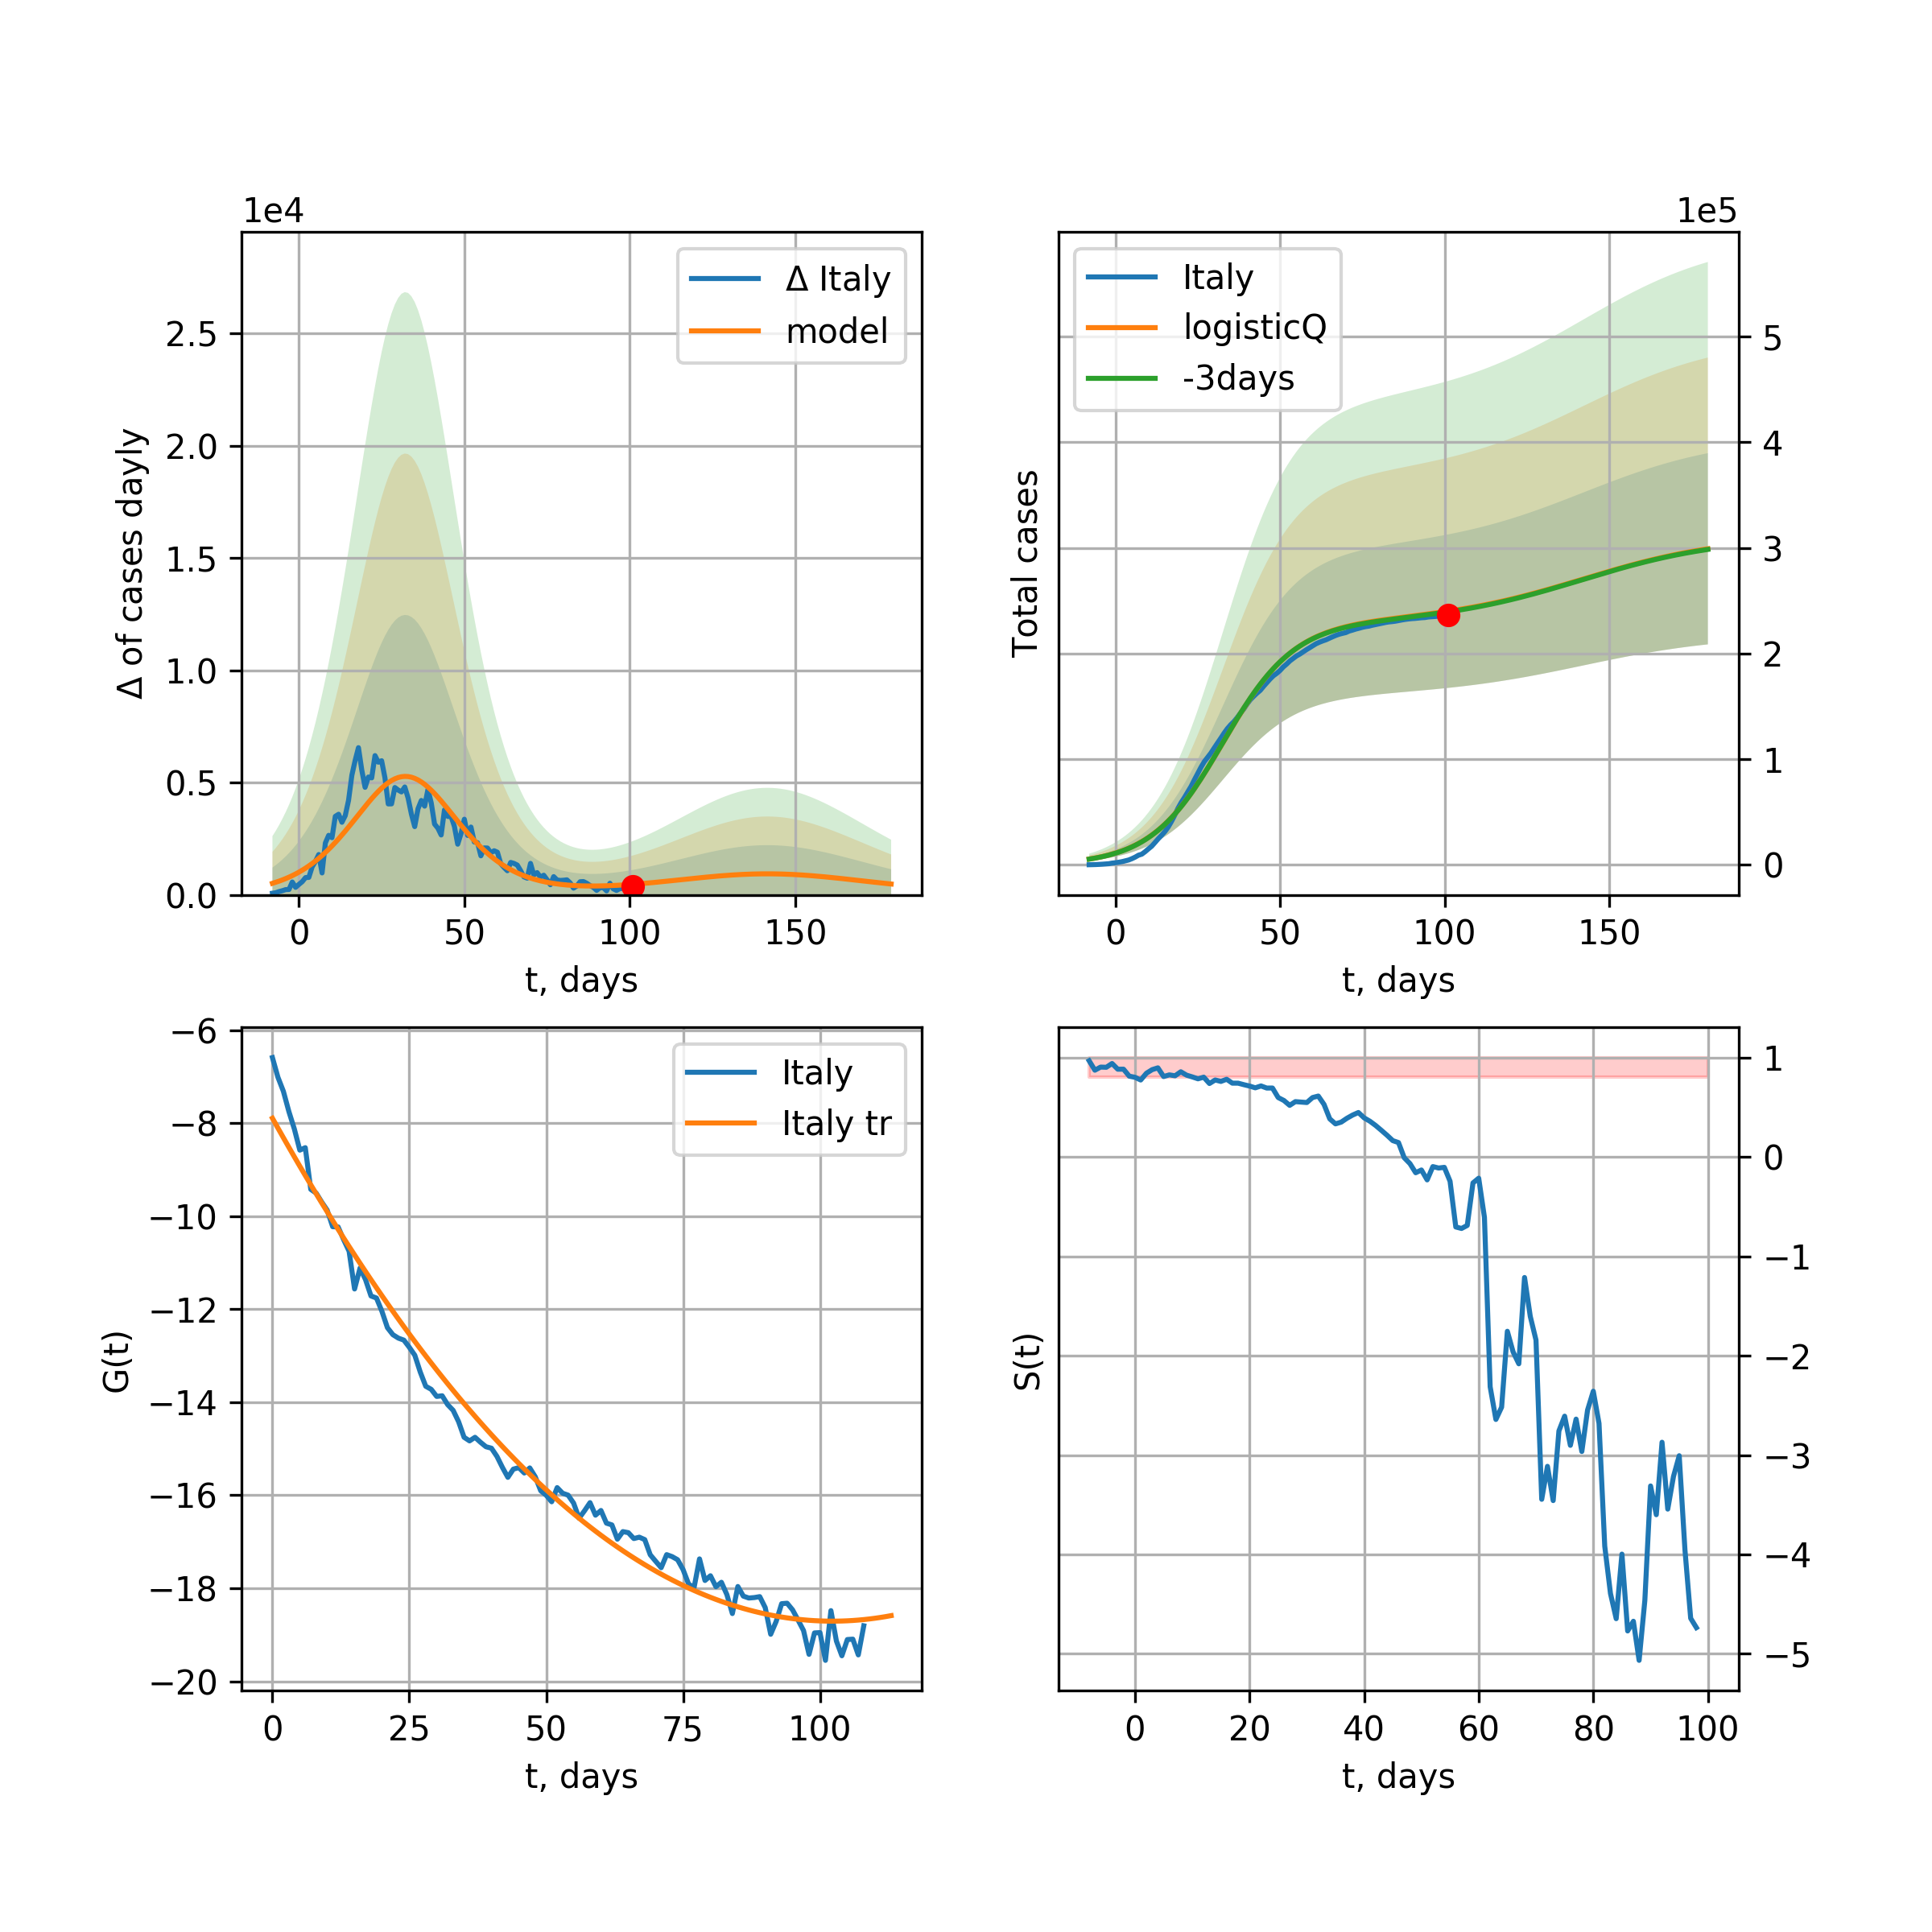 1e4
Δ Italy
model
Δ of cases dayly
2.5
2.0
1.5
1.0
0.5
0.0
0 50 100 150
t, days
1e5
Italy
logisticQ
-3days
Total cases
5
4
3
2
1
0
0 50 100 150
t, days
Italy
Italy tr
G(t)
−6
−8
−10
−12
−14
−16
−18
−20
0 25 50 75 100
t, days
S(t)
1
0
−1
−2
−3
−4
−5
0 20 40 60 80 100
t, days